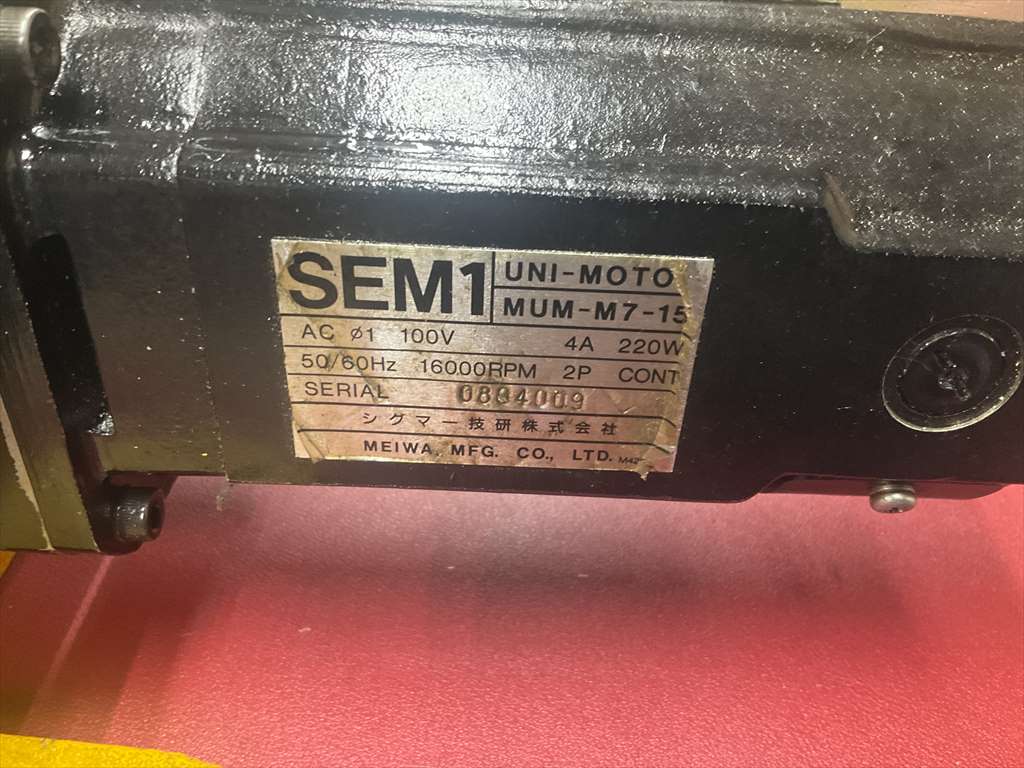 SEM1
UNI-MOTO
MUM-M7-15
AC ø1 100V 4A 220W
50/60Hz 16000RPM 2P CONT
SERIAL 0804009
シグマー技研株式会社
MEIWA. MFG. CO., LTD.